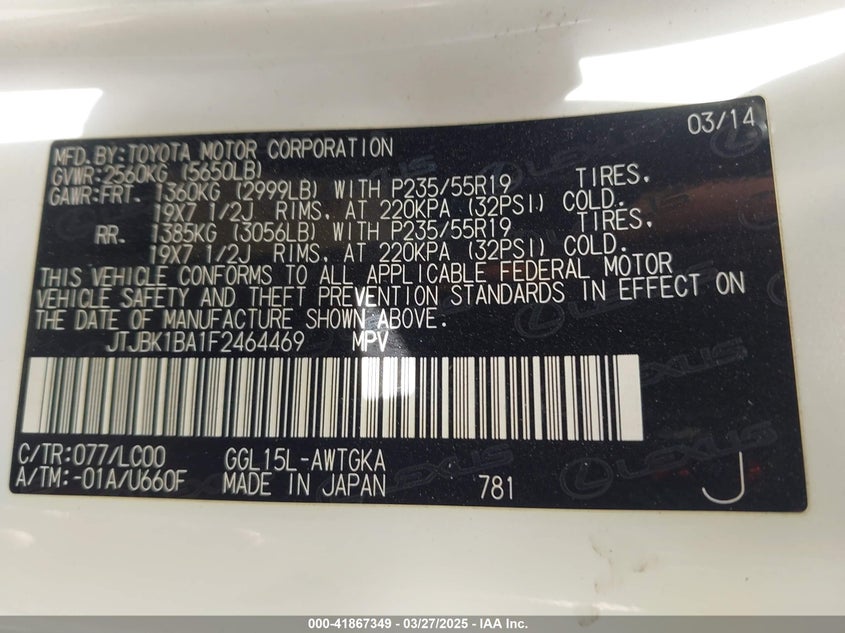 03/14
MFD.BY:TOYOTA MOTOR CORPORATION
GVWR:2560KG (5650LB)
GAWR:FRT. 1360KG (2999LB) WITH P235/55R19 TIRES,
19X7 1/2J RIMS, AT 220KPA (32PSI) COLD.
RR. 1385KG (3056LB) WITH P235/55R19 TIRES,
19X7 1/2J RIMS, AT 220KPA (32PSI) COLD.
THIS VEHICLE CONFORMS TO ALL APPLICABLE FEDERAL MOTOR
VEHICLE SAFETY AND THEFT PREVENTION STANDARDS IN EFFECT ON
THE DATE OF MANUFACTURE SHOWN ABOVE.
JTJBK1BA1F2464469 MPV
C/TR:077/LC00 GGL15L-AWTGKA
A/TM:-01A/U660F MADE IN JAPAN 781 J
LEXUS
LEXUS
LEXUS
000-41867349 - 03/27/2025 - IAA Inc.